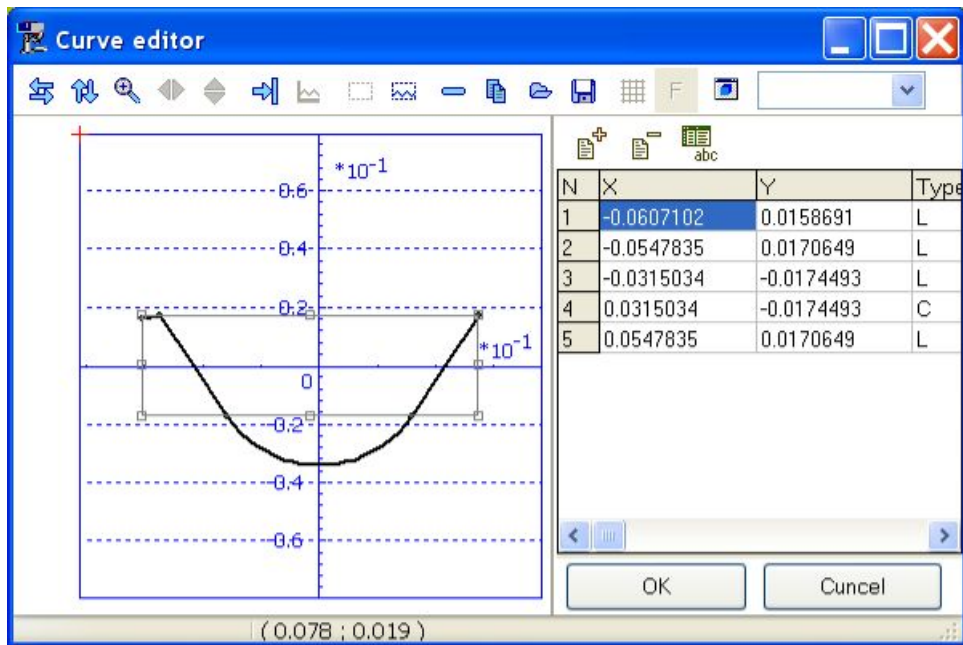 Curve editor
F
abc
*10-1
0.6
0.4
0.2
*10-1
0
-0.2
-0.4
-0.6
N X Y Type
1 -0.0607102 0.0158691 L
2 -0.0547835 0.0170649 L
3 -0.0315034 -0.0174493 L
4 0.0315034 -0.0174493 C
5 0.0547835 0.0170649 L
OK Cuncel
( 0.078 ; 0.019 )